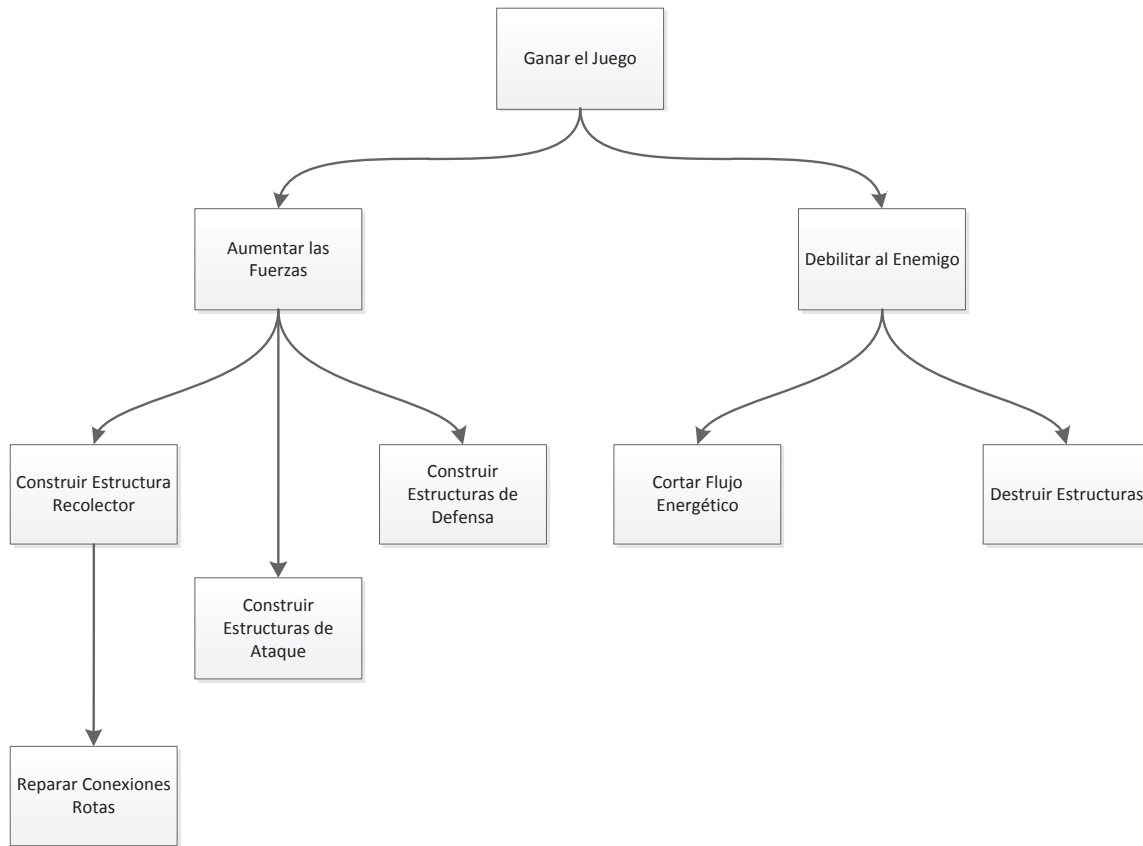 Ganar el Juego
Aumentar las
Fuerzas
Debilitar al Enemigo
Construir Estructura
Recolector
Construir
Estructuras de
Defensa
Cortar Flujo
Energético
Destruir Estructuras
Construir
Estructuras de
Ataque
Reparar Conexiones
Rotas